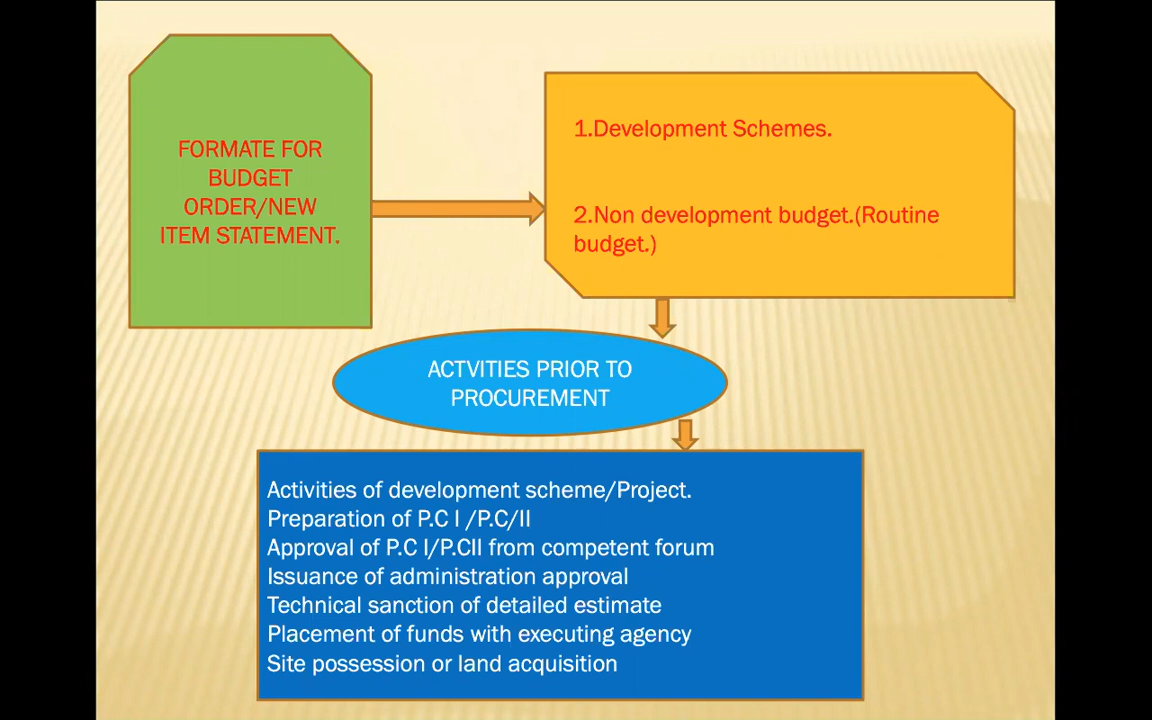 FORMATE FOR
BUDGET
ORDER/NEW
ITEM STATEMENT.
1.Development Schemes.
2.Non development budget.(Routine
budget.)
ACTVITIES PRIOR TO
PROCUREMENT
Activities of development scheme/Project.
Preparation of P.C I /P.C/II
Approval of P.C I/P.CII from competent forum
Issuance of administration approval
Technical sanction of detailed estimate
Placement of funds with executing agency
Site possession or land acquisition